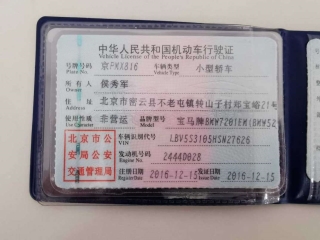 中华人民共和国机动车行驶证
Vehicle License of the People's Republic of China
号牌号码 京PMX816 车辆类型 小型轿车
Plate No. Vehicle Type
所有人 侯秀军
住址 北京市密云县不老屯镇转山子村郑宝峪21号
使用性质 非营运 品牌型号 宝马牌BMW7201EM(BMW52
Use Character
北京市公 车辆识别代号 LBV5S3105HSN27626
VIN
安局公安 发动机号码 2444D028
交通管理局 注册日期 2016-12-15 发证日期 2016-12-15
Register Date Issue Date